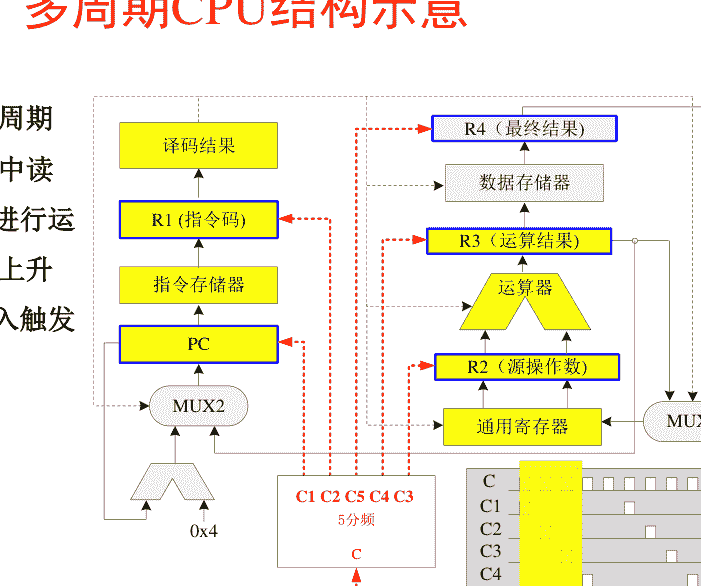 多周期CPU结构示意
周期
中读
进行运
上升
入触发
译码结果
R1 (指令码)
指令存储器
PC
MUX2
0x4
R4（最终结果)
数据存储器
R3（运算结果)
运算器
R2（源操作数)
通用寄存器
MUX
C1 C2 C5 C4 C3
5分频
C
C
C1
C2
C3
C4